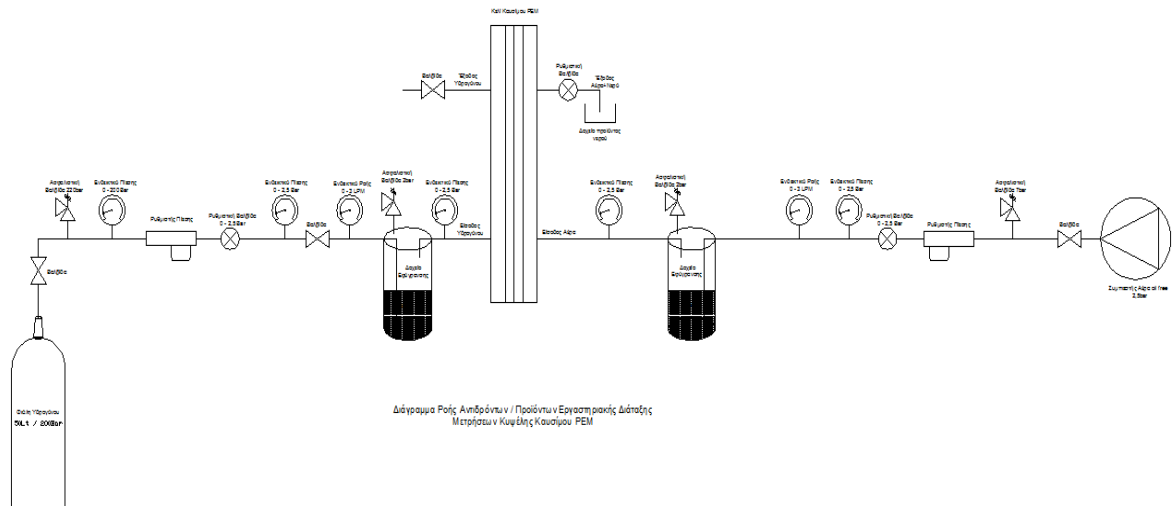 Κελί Καυσίμου PEM
Βαλβίδα
Έξοδος
Υδρογόνου
Ρυθμιστική
Βαλβίδα
Έξοδος
Αέρα-Νερό
Δοχείο προϊόντος
νερού
Ασφαλιστική
Βαλβίδα 220bar
Ενδεικτικό Πίεσης
0 - 200 Bar
Ρυθμιστής Πίεσης
Ρυθμιστική Βαλβίδα
0 - 2,5 Bar
Ενδεικτικό Πίεσης
0 - 2,5 Bar
Βαλβίδα
Ενδεικτικό Ροής
0 - 2 LPM
Ασφαλιστική
Βαλβίδα 2bar
Ενδεικτικό Πίεσης
0 - 2,5 Bar
Είσοδος
Υδρογόνου
Δοχείο
Εφύγρανσης
Είσοδος Αέρα
Ενδεικτικό Πίεσης
0 - 2,5 Bar
Ασφαλιστική
Βαλβίδα 2bar
Δοχείο
Εφύγρανσης
Ενδεικτικό Ροής
0 - 2 LPM
Ενδεικτικό Πίεσης
0 - 2,5 Bar
Ρυθμιστική Βαλβίδα
0 - 2,5 Bar
Ρυθμιστής Πίεσης
Ασφαλιστική
Βαλβίδα 7bar
Βαλβίδα
Συμπιεστής Αέρα oil free
2,5bar
Βαλβίδα
Φιάλη Υδρογόνου
50Lt / 200Bar
Διάγραμμα Ροής Αντιδρόντων / Προϊόντων Εργαστηριακής Διάταξης
Μετρήσεων Κυψέλης Καυσίμου PEM